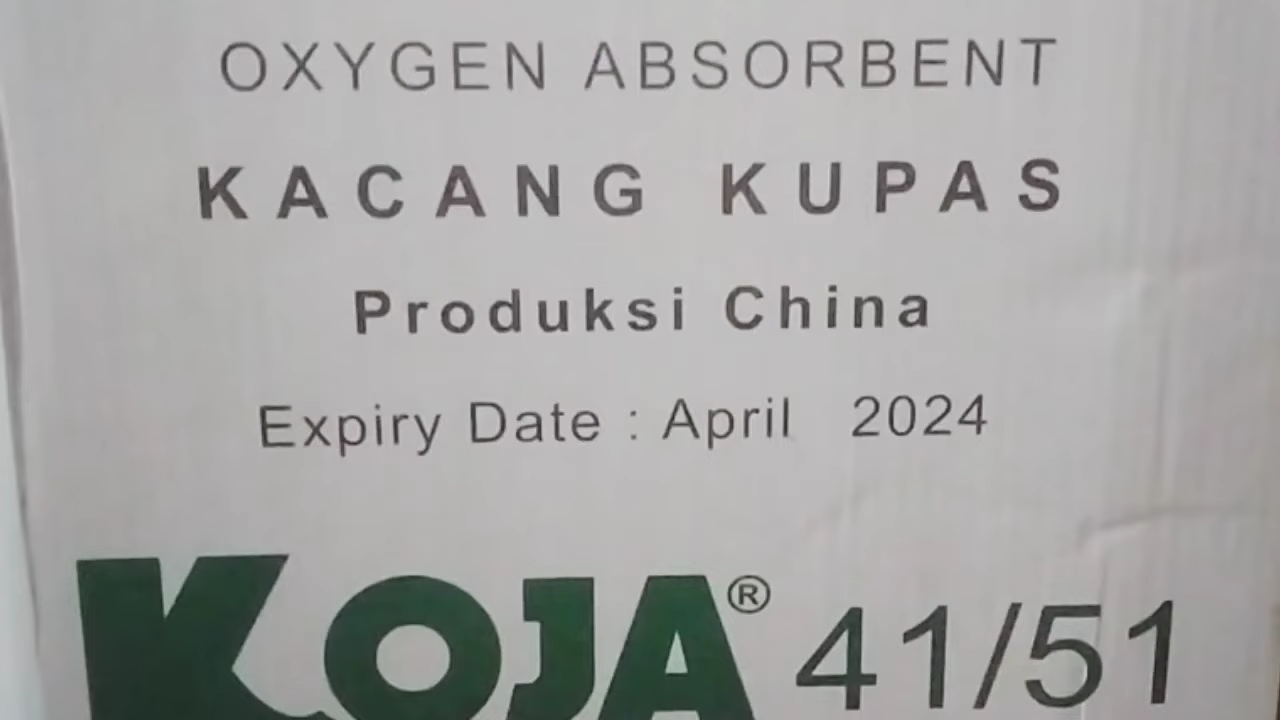 OXYGEN ABSORBENT
KACANG KUPAS
Produksi China
Expiry Date : April 2024
KOJA® 41/51